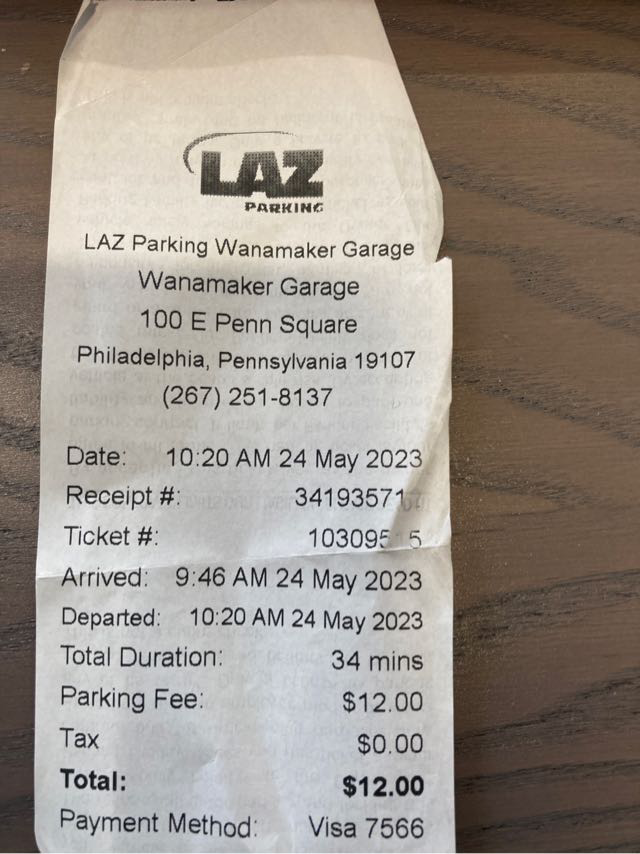 LAZ
PARKING
LAZ Parking Wanamaker Garage
Wanamaker Garage
100 E Penn Square
Philadelphia, Pennsylvania 19107
(267) 251-8137
Date: 10:20 AM 24 May 2023
Receipt #: 34193571
Ticket #:
Arrived: 9:46 AM 24 May 2023
Departed: 10:20 AM 24 May 2023
Total Duration: 34 mins
Parking Fee: $12.00
Tax $0.00
Total: $12.00
Payment Method: Visa 7566